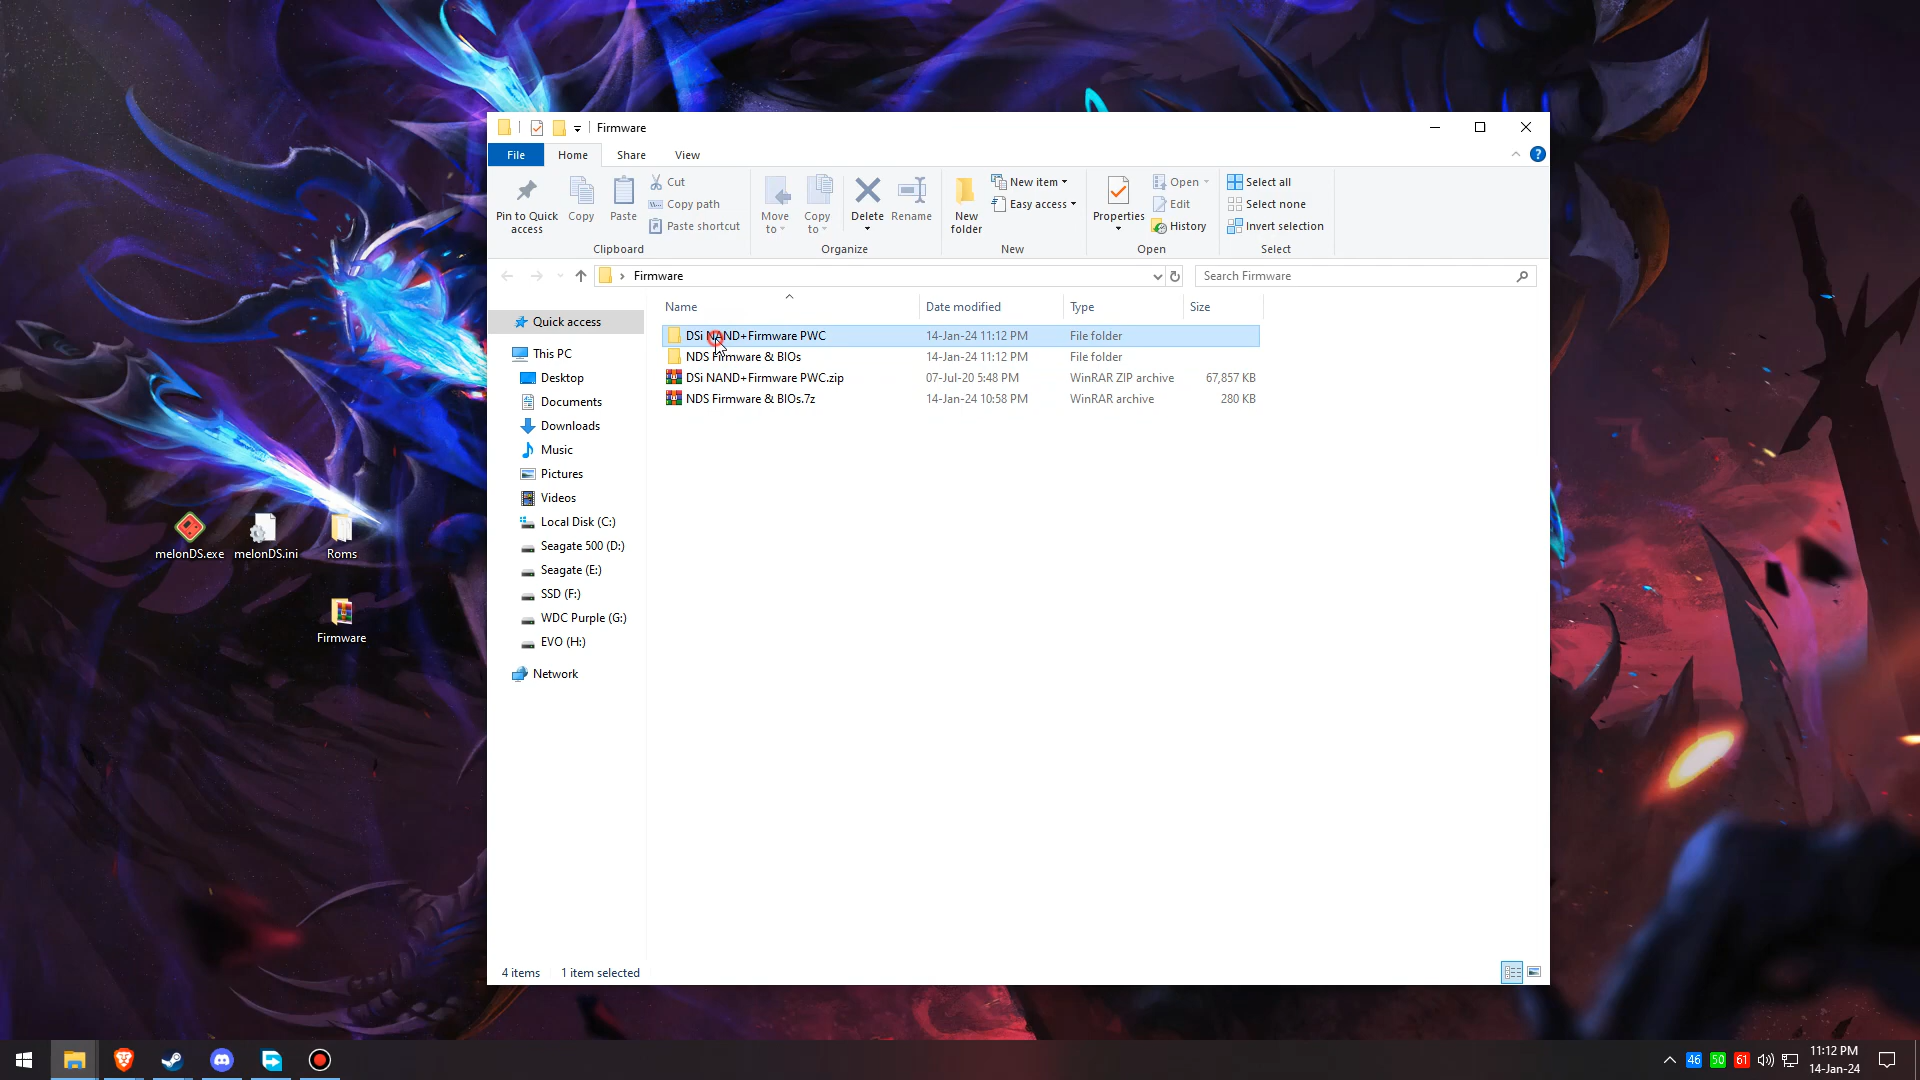 Firmware
File Home Share View
Pin to Quick access
Copy
Paste
Cut
Copy path
Paste shortcut
Clipboard
Move to
Copy to
Delete
Rename
Organize
New folder
New item
Easy access
New
Properties
Open
Edit
History
Open
Select all
Select none
Invert selection
Select
Firmware
Search Firmware
Name Date modified Type Size
DSi NAND+Firmware PWC 14-Jan-24 11:12 PM File folder
NDS Firmware & BIOs 14-Jan-24 11:12 PM File folder
DSi NAND+Firmware PWC.zip 07-Jul-20 5:48 PM WinRAR ZIP archive 67,857 KB
NDS Firmware & BIOs.7z 14-Jan-24 10:58 PM WinRAR archive 280 KB
Quick access
This PC
Desktop
Documents
Downloads
Music
Pictures
Videos
Local Disk (C:)
Seagate 500 (D:)
Seagate (E:)
SSD (F:)
WDC Purple (G:)
EVO (H:)
Network
melonDS.exe melonDS.ini Roms
Firmware
4 items 1 item selected
46 50 61
11:12 PM
14-Jan-24